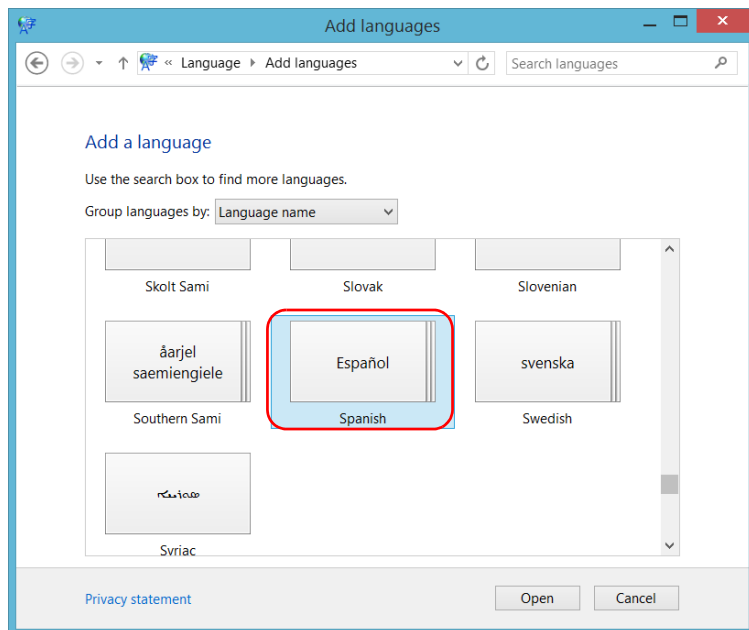 Add languages
« Language Add languages
Search languages
Add a language
Use the search box to find more languages.
Group languages by: Language name
Skolt Sami Slovak Slovenian
åarjel saemiengiele
Español
svenska
Southern Sami Spanish Swedish
ܣܘܪܝܝܐ
Syriac
Privacy statement
Open Cancel